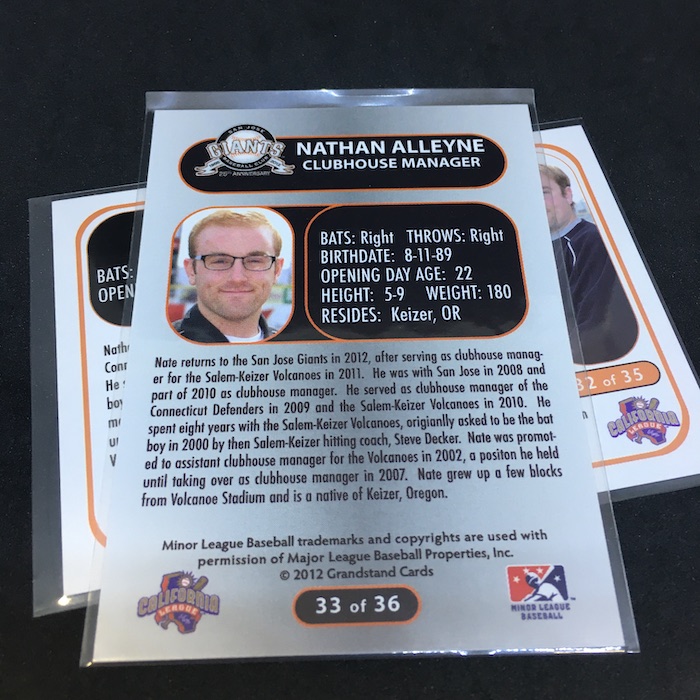 SAN JOSE
GIANTS
BASEBALL CLUB
25TH ANNIVERSARY
NATHAN ALLEYNE
CLUBHOUSE MANAGER
BATS: Right THROWS: Right
BIRTHDATE: 8-11-89
OPENING DAY AGE: 22
HEIGHT: 5-9 WEIGHT: 180
RESIDES: Keizer, OR
Nate returns to the San Jose Giants in 2012, after serving as clubhouse manag-
er for the Salem-Keizer Volcanoes in 2011. He was with San Jose in 2008 and
part of 2010 as clubhouse manager. He served as clubhouse manager of the
Connecticut Defenders in 2009 and the Salem-Keizer Volcanoes in 2010. He
spent eight years with the Salem-Keizer Volcanoes, origianlly asked to be the bat
boy in 2000 by then Salem-Keizer hitting coach, Steve Decker. Nate was promot-
ed to assistant clubhouse manager for the Volcanoes in 2002, a positon he held
until taking over as clubhouse manager in 2007. Nate grew up a few blocks
from Volcanoe Stadium and is a native of Keizer, Oregon.
Minor League Baseball trademarks and copyrights are used with
permission of Major League Baseball Properties, Inc.
© 2012 Grandstand Cards
33 of 36
CALIFORNIA
LEAGUE
MINOR LEAGUE
BASEBALL
BATS:
OPEN
Nath
Conn
He s
boy
ma
unt
V
32 of 35
CALIFORNIA
LEAGUE